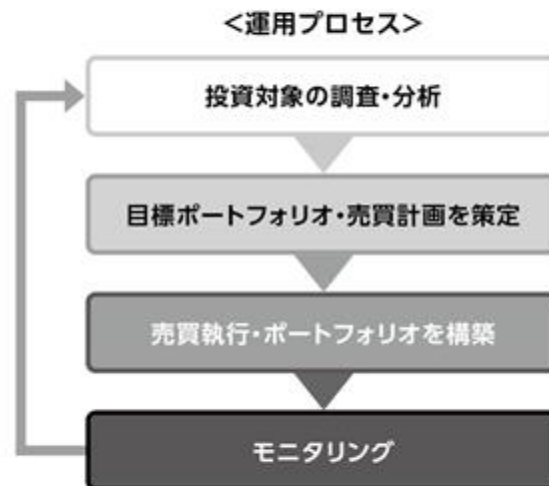 <運用プロセス>
投資対象の調査・分析
目標ポートフォリオ・売買計画を策定
売買執行・ポートフォリオを構築
モニタリング